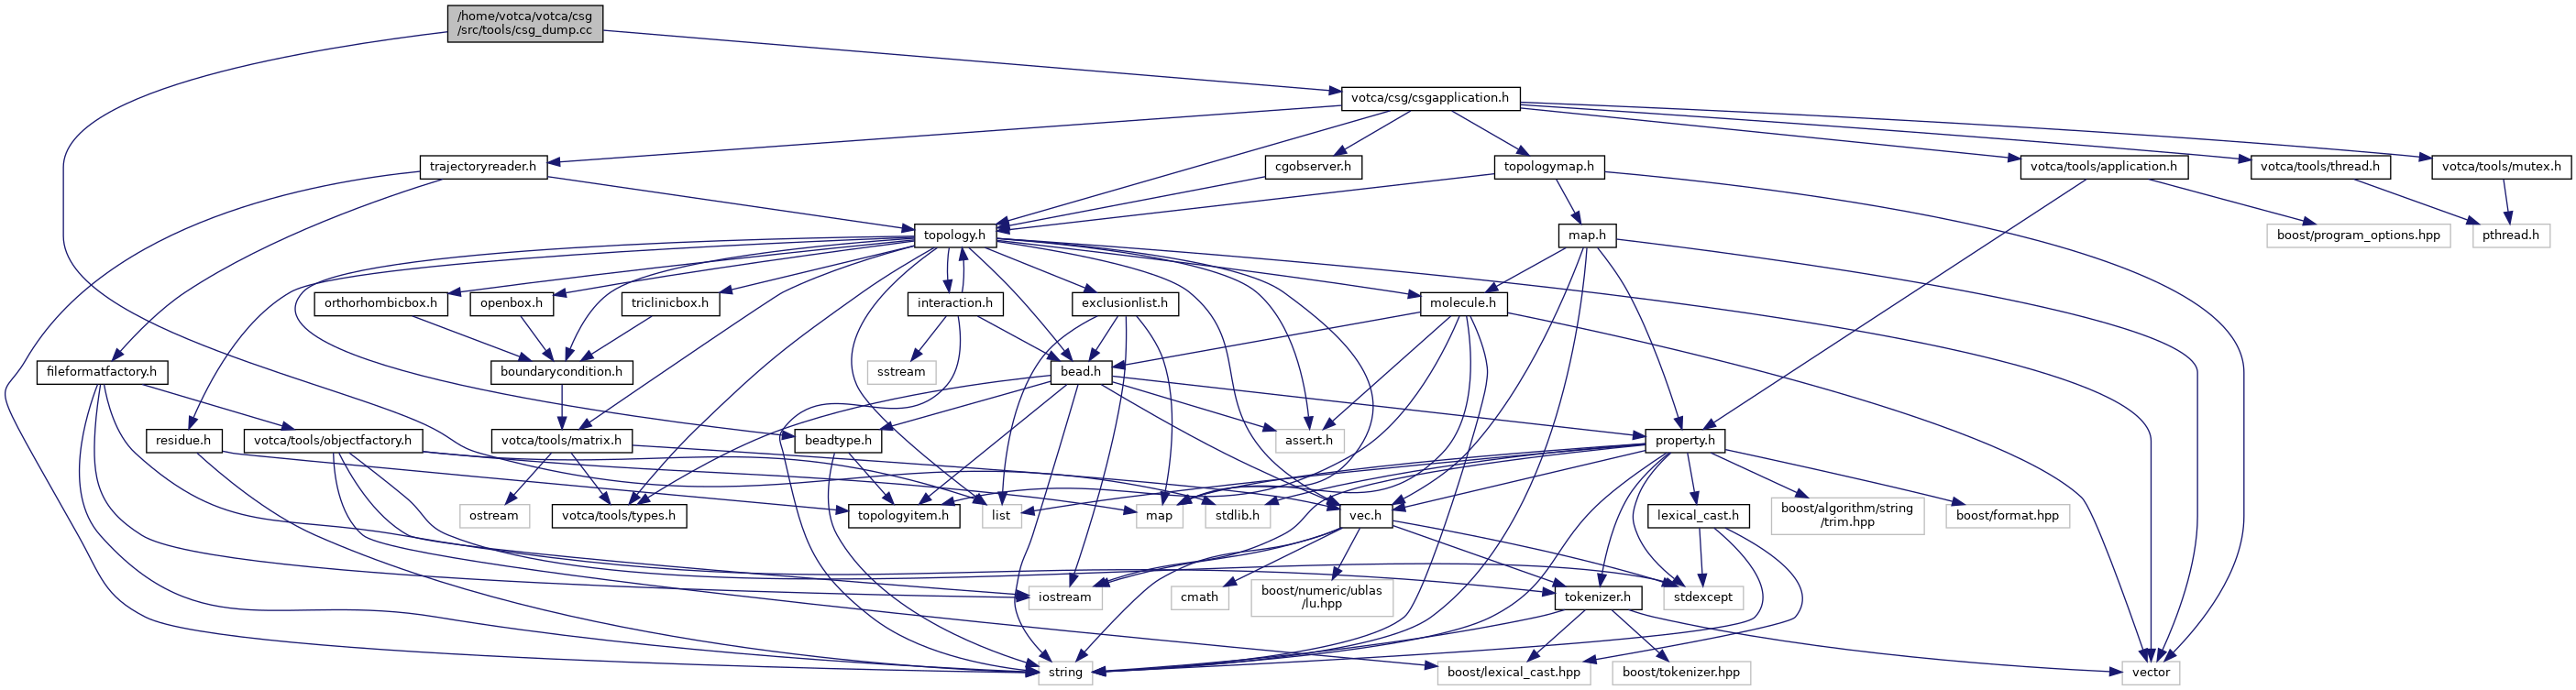 /home/votca/votca/csg
/src/tools/csg_dump.cc
votca/csg/csgapplication.h
trajectoryreader.h
cgobserver.h
topologymap.h
votca/tools/application.h
votca/tools/thread.h
votca/tools/mutex.h
topology.h
map.h
boost/program_options.hpp
pthread.h
orthorhombicbox.h
openbox.h
triclinicbox.h
interaction.h
exclusionlist.h
molecule.h
fileformatfactory.h
boundarycondition.h
sstream
bead.h
residue.h
votca/tools/objectfactory.h
votca/tools/matrix.h
beadtype.h
assert.h
property.h
ostream
votca/tools/types.h
topologyitem.h
list
map
stdlib.h
vec.h
lexical_cast.h
boost/algorithm/string
/trim.hpp
boost/format.hpp
iostream
cmath
boost/numeric/ublas
/lu.hpp
tokenizer.h
stdexcept
string
boost/lexical_cast.hpp
boost/tokenizer.hpp
vector